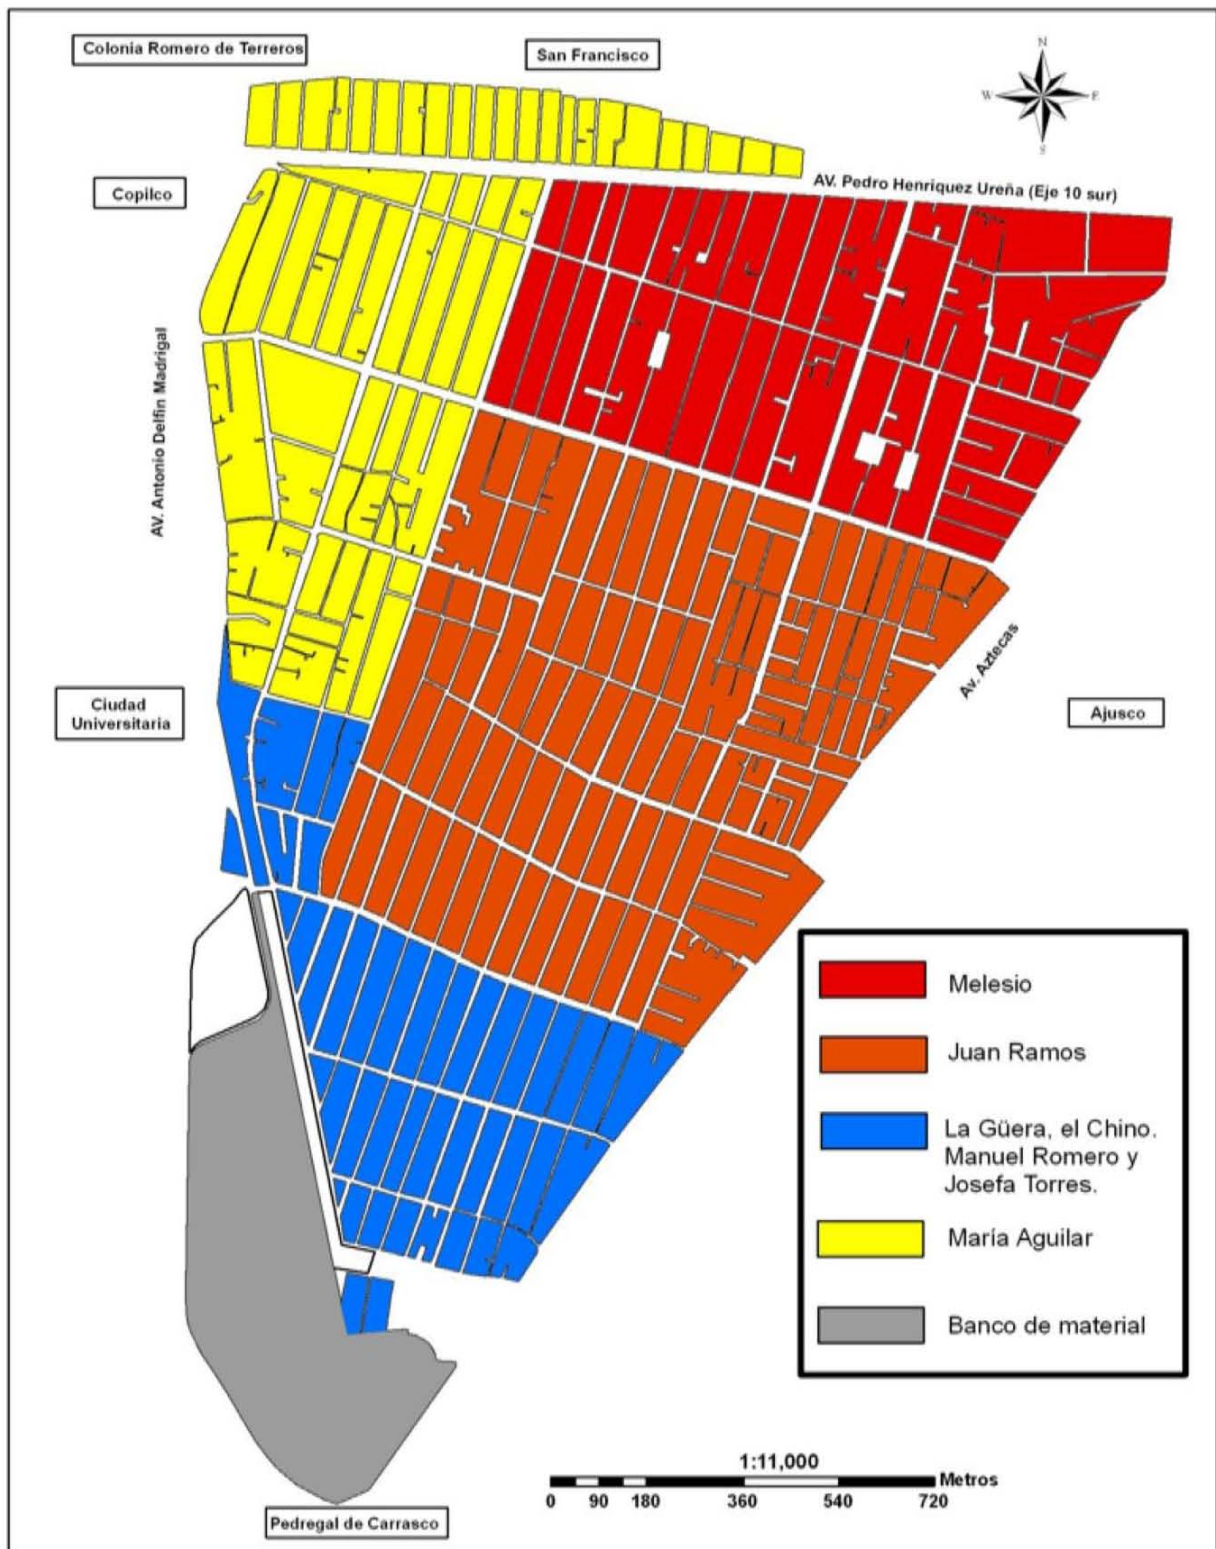 Colonia Romero de Terreros
San Francisco
N
W
E
S
Copilco
AV. Pedro Henriquez Ureña (Eje 10 sur)
AV. Antonio Delfín Madrigal
Av. Aztecas
Ciudad
Universitaria
Ajusco
Melesio
Juan Ramos
La Güera, el Chino.
Manuel Romero y
Josefa Torres.
María Aguilar
Banco de material
1:11,000
Metros
0 90 180 360 540 720
Pedregal de Carrasco